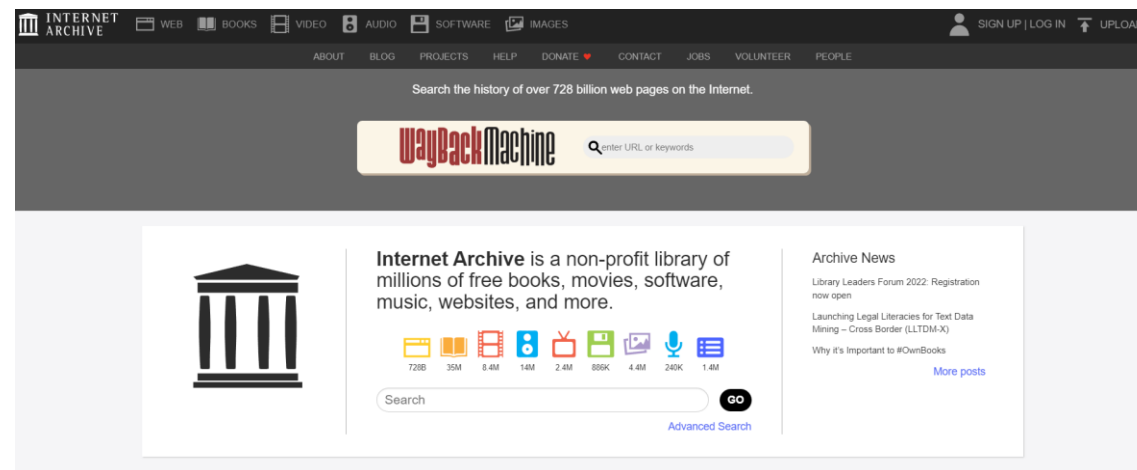 INTERNET ARCHIVE
WEB BOOKS VIDEO AUDIO SOFTWARE IMAGES
SIGN UP | LOG IN UPLOA
ABOUT BLOG PROJECTS HELP DONATE CONTACT JOBS VOLUNTEER PEOPLE
Search the history of over 728 billion web pages on the Internet.
WayBackMachine
enter URL or keywords
Internet Archive is a non-profit library of
millions of free books, movies, software,
music, websites, and more.
728B 35M 8.4M 14M 2.4M 886K 4.4M 240K 1.4M
Search
GO
Advanced Search
Archive News
Library Leaders Forum 2022: Registration
now open
Launching Legal Literacies for Text Data
Mining – Cross Border (LLTDM-X)
Why it's Important to #OwnBooks
More posts